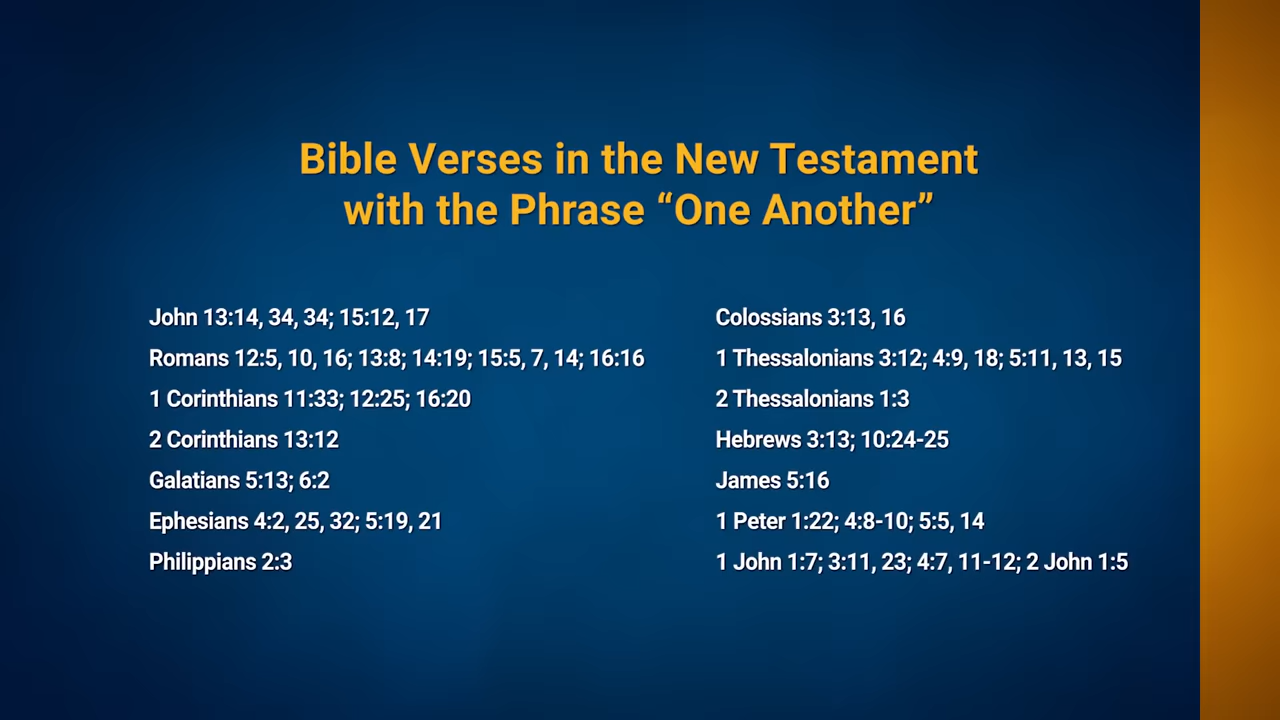 Bible Verses in the New Testament
with the Phrase “One Another”
John 13:14, 34, 34; 15:12, 17
Romans 12:5, 10, 16; 13:8; 14:19; 15:5, 7, 14; 16:16
1 Corinthians 11:33; 12:25; 16:20
2 Corinthians 13:12
Galatians 5:13; 6:2
Ephesians 4:2, 25, 32; 5:19, 21
Philippians 2:3
Colossians 3:13, 16
1 Thessalonians 3:12; 4:9, 18; 5:11, 13, 15
2 Thessalonians 1:3
Hebrews 3:13; 10:24-25
James 5:16
1 Peter 1:22; 4:8-10; 5:5, 14
1 John 1:7; 3:11, 23; 4:7, 11-12; 2 John 1:5